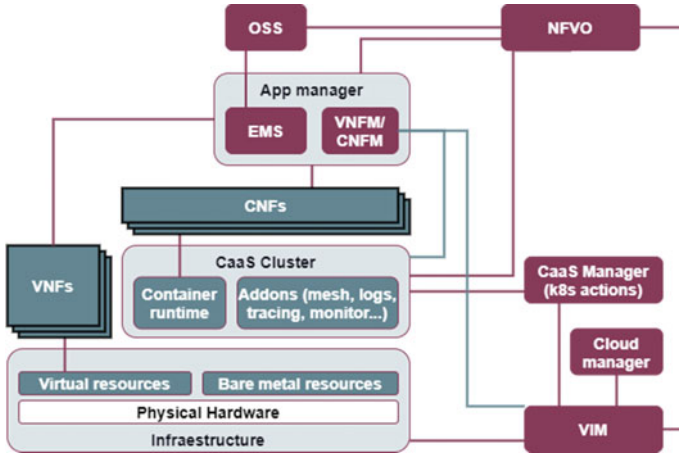 OSS
NFVO
App manager
EMS
VNFM/
CNFM
CNFs
VNFs
CaaS Cluster
Container
runtime
Addons (mesh, logs,
tracing, monitor...)
CaaS Manager
(k8s actions)
Cloud
manager
Virtual resources
Bare metal resources
Physical Hardware
Infraestructure
VIM